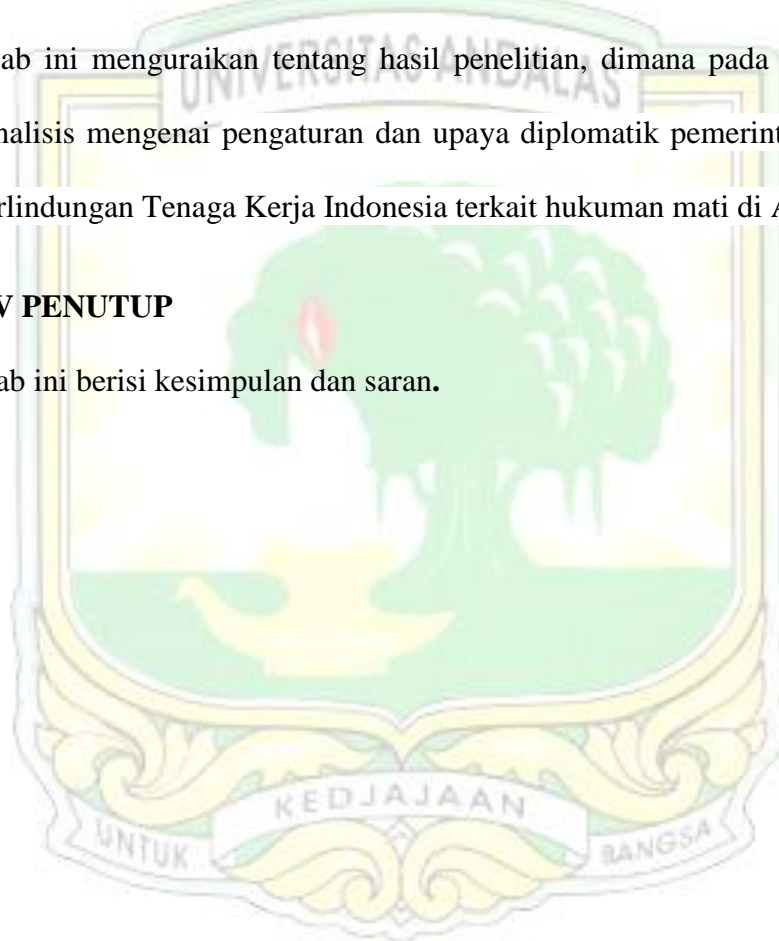 ab ini menguraikan tentang hasil penelitian, dimana pada
UNIVERSITAS ANDALAS
nalisis mengenai pengaturan dan upaya diplomatik pemerint
rlindungan Tenaga Kerja Indonesia terkait hukuman mati di A
V PENUTUP
ab ini berisi kesimpulan dan saran.
UNTUK KEDJAJAAN BANGSA